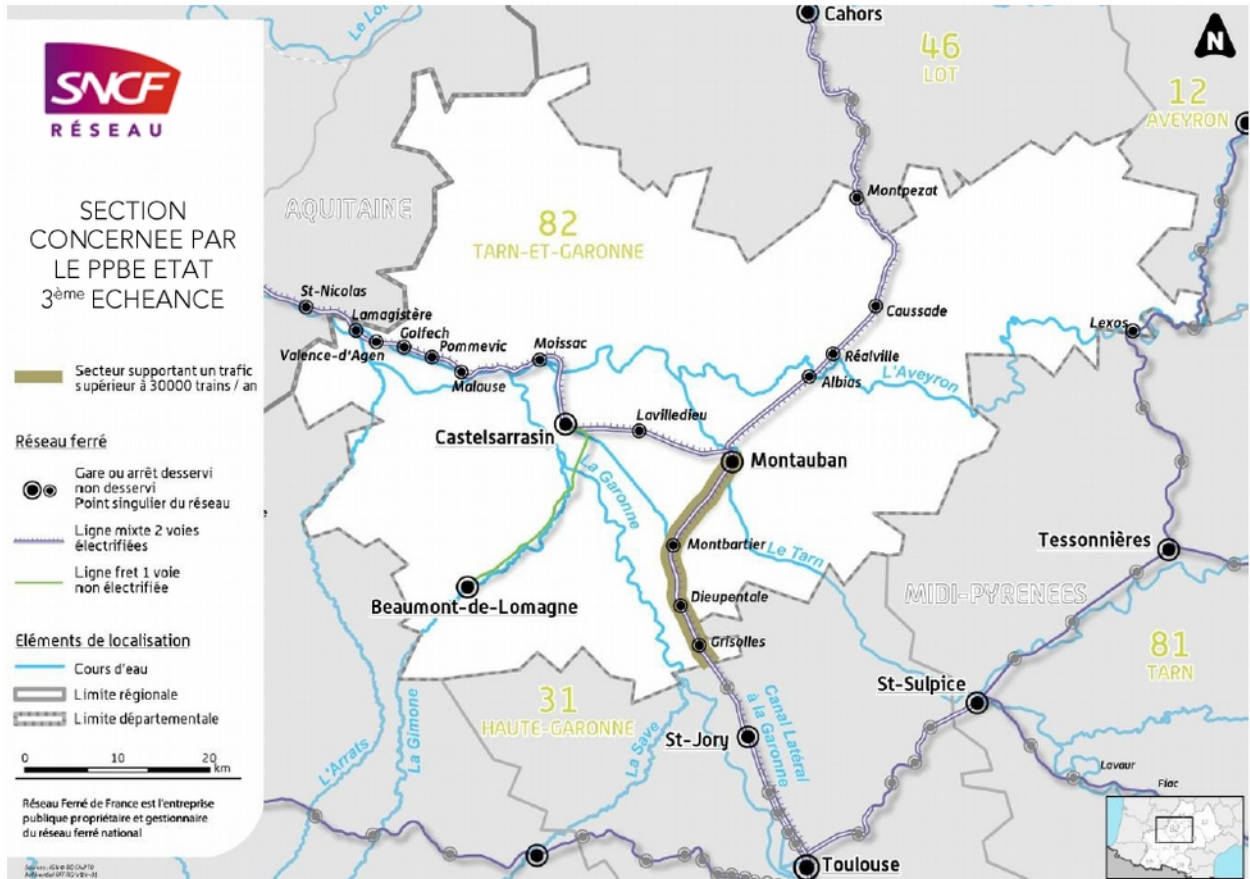 SNCF
RÉSEAU
SECTION
CONCERNEE PAR
LE PPBE ETAT
3ème ECHEANCE
Secteur supportant un trafic
supérieur à 30000 trains / an
Réseau ferré
Gare ou arrêt desservi
non desservi
Point singulier du réseau
Ligne mixte 2 voies
électrifiées
Ligne fret 1 voie
non électrifiée
Eléments de localisation
Cours d'eau
Limite régionale
Limite départementale
0 10 20
km
Réseau Ferré de France est l'entreprise
publique propriétaire et gestionnaire
du réseau ferré national
Cahors
N
46
LOT
12
AVEYRON
Montpezat
AQUITAINE
82
TARN-ET-GARONNE
St-Nicolas
Lamagistère
Golfech
Pommevic
Valence-d'Agen
Malause
Moissac
Caussade
Lexos
Réalville
Albias
L'Aveyron
Lavilledieu
Castelsarrasin
Montauban
La Garonne
Montbartier
Le Tarn
Tessonnières
MIDI-PYRENEES
Beaumont-de-Lomagne
Dieupentale
Grisolles
81
TARN
St-Sulpice
31
HAUTE-GARONNE
St-Jory
Canal Latéral
à la Garonne
La Save
La Gimone
L'Arrats
Lavaur
Fiac
Toulouse